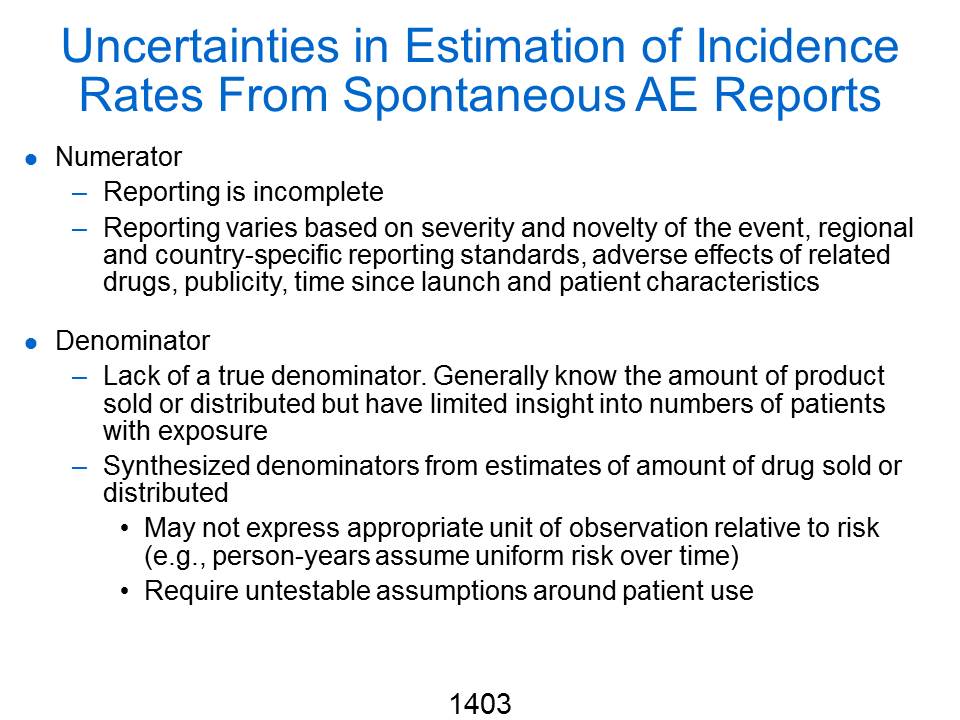 Uncertainties in Estimation of Incidence
Rates From Spontaneous AE Reports
● Numerator
– Reporting is incomplete
– Reporting varies based on severity and novelty of the event, regional
and country-specific reporting standards, adverse effects of related
drugs, publicity, time since launch and patient characteristics
● Denominator
– Lack of a true denominator. Generally know the amount of product
sold or distributed but have limited insight into numbers of patients
with exposure
– Synthesized denominators from estimates of amount of drug sold or
distributed
• May not express appropriate unit of observation relative to risk
(e.g., person-years assume uniform risk over time)
• Require untestable assumptions around patient use
1403